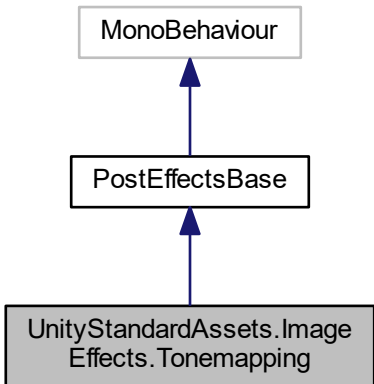 MonoBehaviour
PostEffectsBase
UnityStandardAssets.Image
Effects.Tonemapping